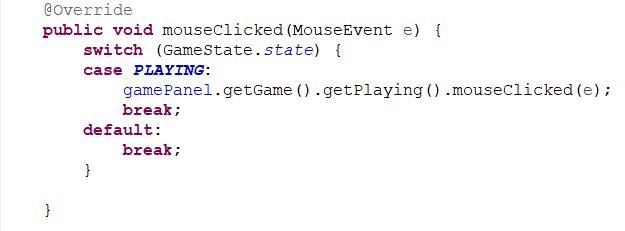 @Override
public void mouseClicked(MouseEvent e) {
switch (GameState.state) {
case PLAYING:
gamePanel.getGame().getPlaying().mouseClicked(e);
break;
default:
break;
}
}